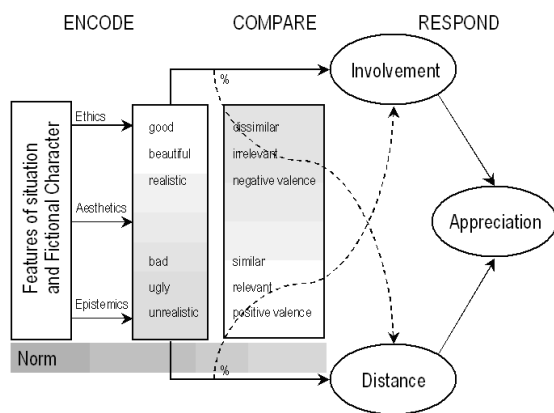 ENCODE COMPARE RESPOND
% Involvement
Features of situation
and Fictional Character
Ethics
Aesthetics
Epistemics
good
beautiful
realistic
bad
ugly
unrealistic
dissimilar
irrelevant
negative valence
similar
relevant
positive valence
Appreciation
Norm
%
Distance